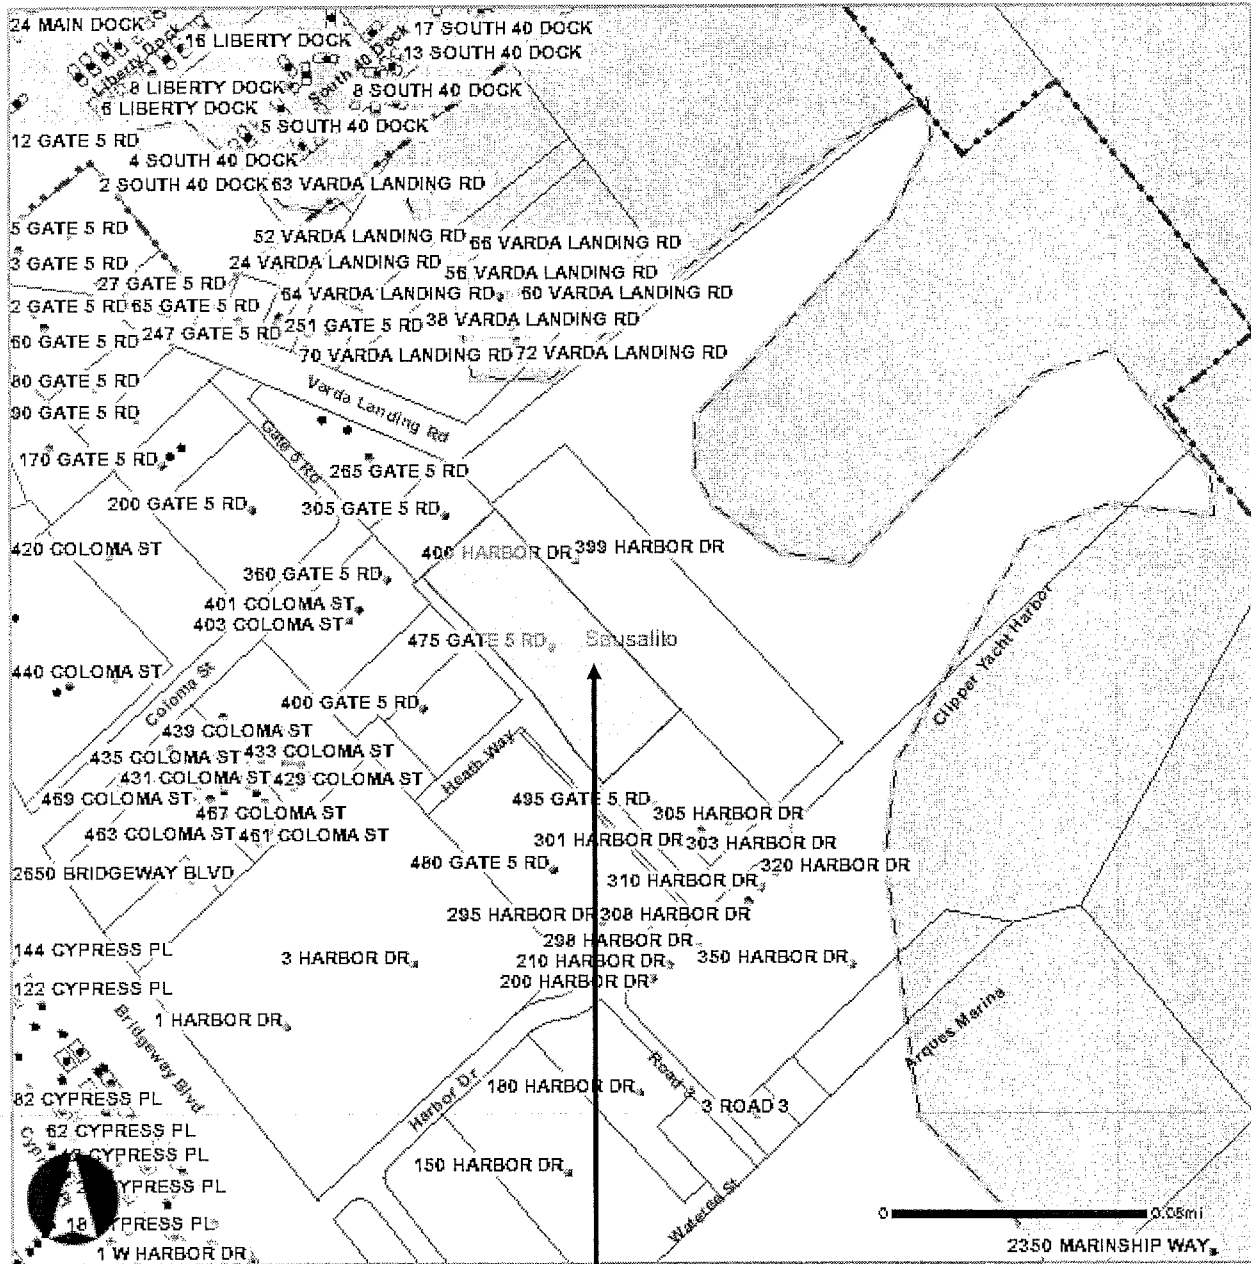 24 MAIN DOCK
17 SOUTH 40 DOCK
16 LIBERTY DOCK
13 SOUTH 40 DOCK
Liberty Dock
South 40 Dock
8 LIBERTY DOCK
8 SOUTH 40 DOCK
6 LIBERTY DOCK
5 SOUTH 40 DOCK
12 GATE 5 RD
4 SOUTH 40 DOCK
2 SOUTH 40 DOCK
63 VARDA LANDING RD
5 GATE 5 RD
52 VARDA LANDING RD
66 VARDA LANDING RD
3 GATE 5 RD
24 VARDA LANDING RD
56 VARDA LANDING RD
27 GATE 5 RD
64 VARDA LANDING RD
60 VARDA LANDING RD
2 GATE 5 RD
65 GATE 5 RD
247 GATE 5 RD
251 GATE 5 RD
38 VARDA LANDING RD
60 GATE 5 RD
70 VARDA LANDING RD
72 VARDA LANDING RD
80 GATE 5 RD
Varda Landing Rd
90 GATE 5 RD
Gate 5 Rd
170 GATE 5 RD
265 GATE 5 RD
200 GATE 5 RD
305 GATE 5 RD
420 COLOMA ST
400 HARBOR DR
399 HARBOR DR
360 GATE 5 RD
401 COLOMA ST
403 COLOMA ST
475 GATE 5 RD
Sausalito
Clipper Yacht Harbor
440 COLOMA ST
Coloma St
400 GATE 5 RD
439 COLOMA ST
435 COLOMA ST
433 COLOMA ST
Heath Way
431 COLOMA ST
429 COLOMA ST
469 COLOMA ST
495 GATE 5 RD
467 COLOMA ST
305 HARBOR DR
463 COLOMA ST
461 COLOMA ST
301 HARBOR DR
303 HARBOR DR
480 GATE 5 RD
320 HARBOR DR
2650 BRIDGEWAY BLVD
310 HARBOR DR
295 HARBOR DR
308 HARBOR DR
144 CYPRESS PL
298 HARBOR DR
3 HARBOR DR
210 HARBOR DR
350 HARBOR DR
122 CYPRESS PL
200 HARBOR DR
Bridgeway Blvd
1 HARBOR DR
Arques Marina
Road 3
82 CYPRESS PL
Harbor Dr
180 HARBOR DR
3 ROAD 3
62 CYPRESS PL
CYPRESS PL
150 HARBOR DR
YPRESS PL
18 YPRESS PL
0 0.05mi
1 W HARBOR DR
2350 MARINSHIP WAY